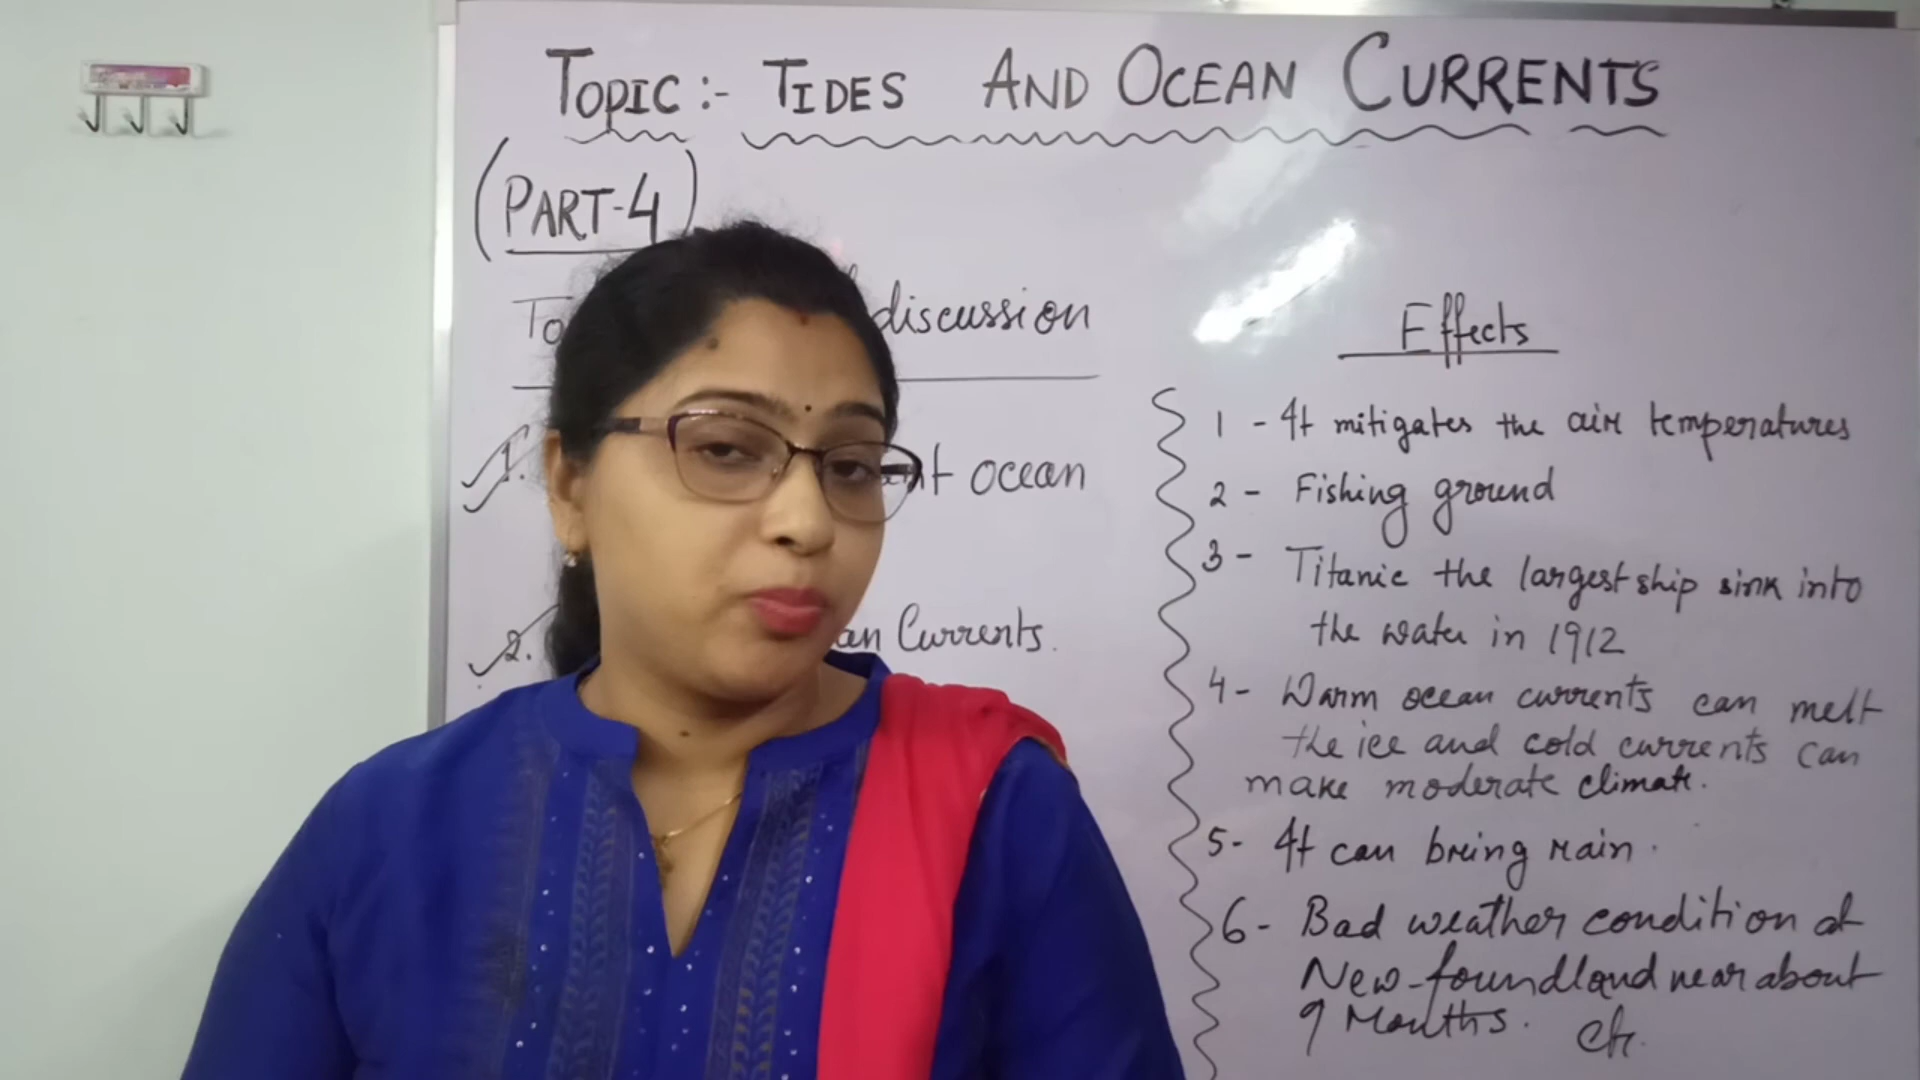 TOPIC :- TIDES AND OCEAN CURRENTS
(PART-4)
To discussion
1. ocean
2. Currents.
Effects
1 - It mitigates the air temperatures
2 - Fishing ground
3 - Titanic the largest ship sink into
the water in 1912
4 - Warm ocean currents can melt
the ice and cold currents can
make moderate climate.
5 - It can bring rain.
6 - Bad weather condition at
New-foundland near about
9 Months. etc.